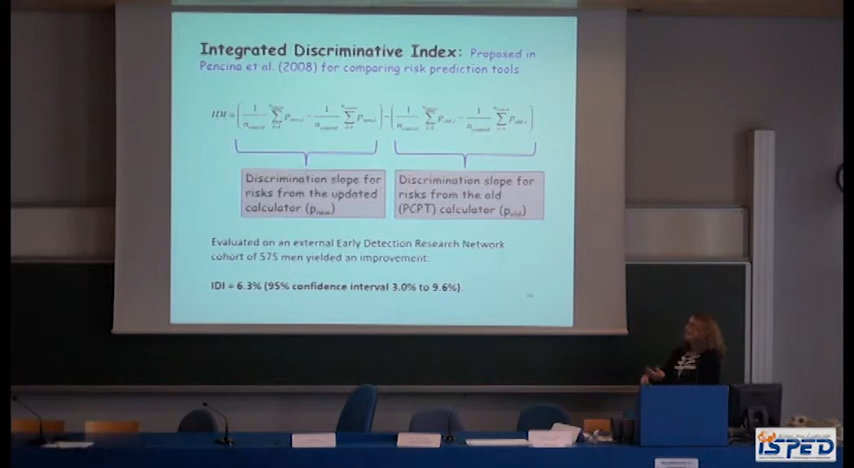 Integrated Discriminative Index: Proposed in
Pencina et al. (2008) for comparing risk prediction tools
IDI =
Discrimination slope for
risks from the updated
calculator (pnew)
Discrimination slope for
risks from the old
(PCPT) calculator (pold)
Evaluated on an external Early Detection Research Network
cohort of 575 men yielded an improvement:
IDI = 6.3% (95% confidence interval 3.0% to 9.6%).
ISPED